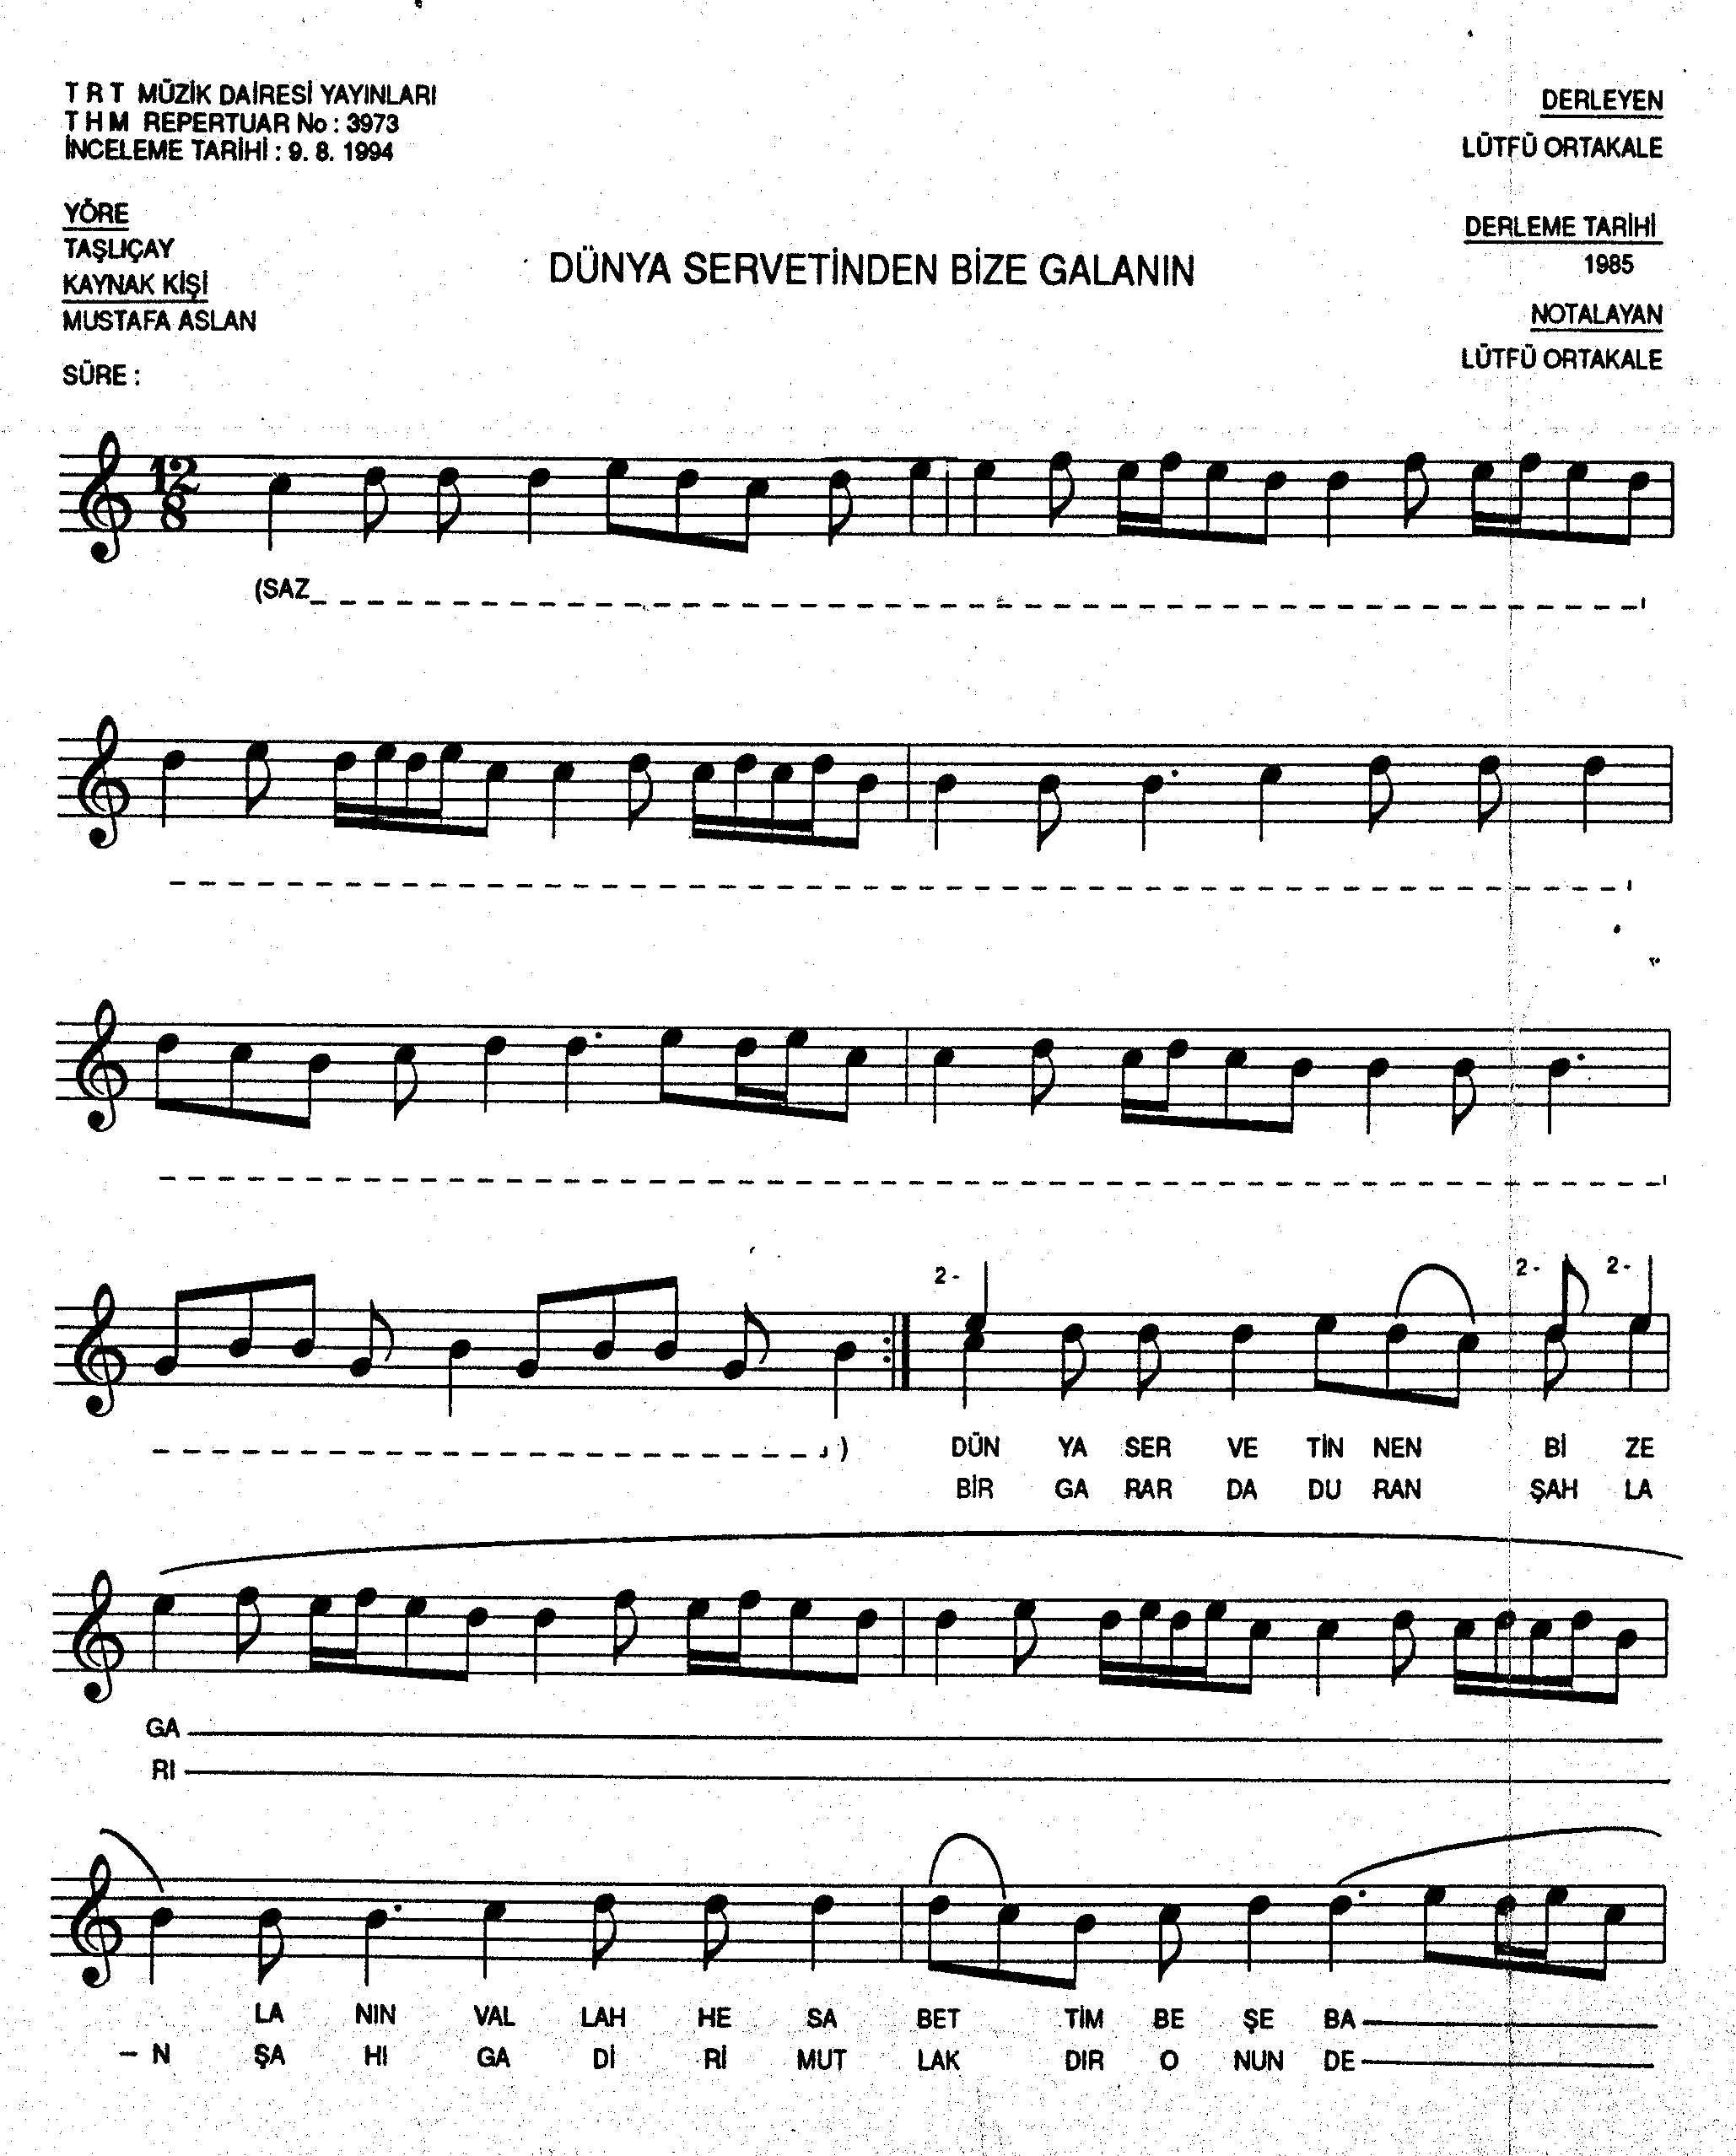 T R T MÜZİK DAİRESİ YAYINLARI
T H M REPERTUAR No : 3973
İNCELEME TARİHİ : 9. 8. 1994
DERLEYEN
LÜTFÜ ORTAKALE
YÖRE
TAŞLIÇAY
KAYNAK KİŞİ
MUSTAFA ASLAN
SÜRE :
DÜNYA SERVETİNDEN BİZE GALANIN
DERLEME TARİHİ
1985
NOTALAYAN
LÜTFÜ ORTAKALE
12
8
(SAZ
2 - 2 - 2 -
)
DÜN YA SER VE TİN NEN Bİ ZE
BİR GA RAR DA DU RAN ŞAH LA
GA
RI
LA NIN VAL LAH HE SA BET TİM BE ŞE BA
– N ŞA HI GA Dİ Rİ MUT LAK DIR O NUN DE